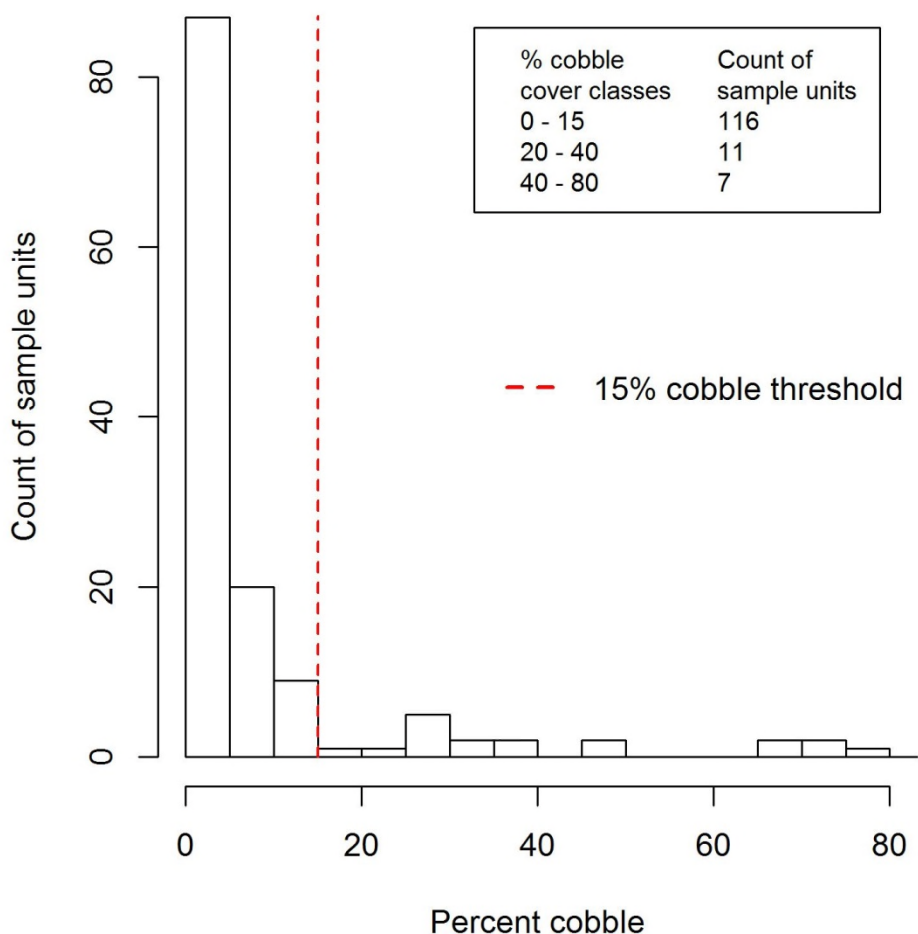 % cobble cover classes Count of sample units
0 - 15 116
20 - 40 11
40 - 80 7
15% cobble threshold
Count of sample units
0
20
40
60
80
0 20 40 60 80
Percent cobble